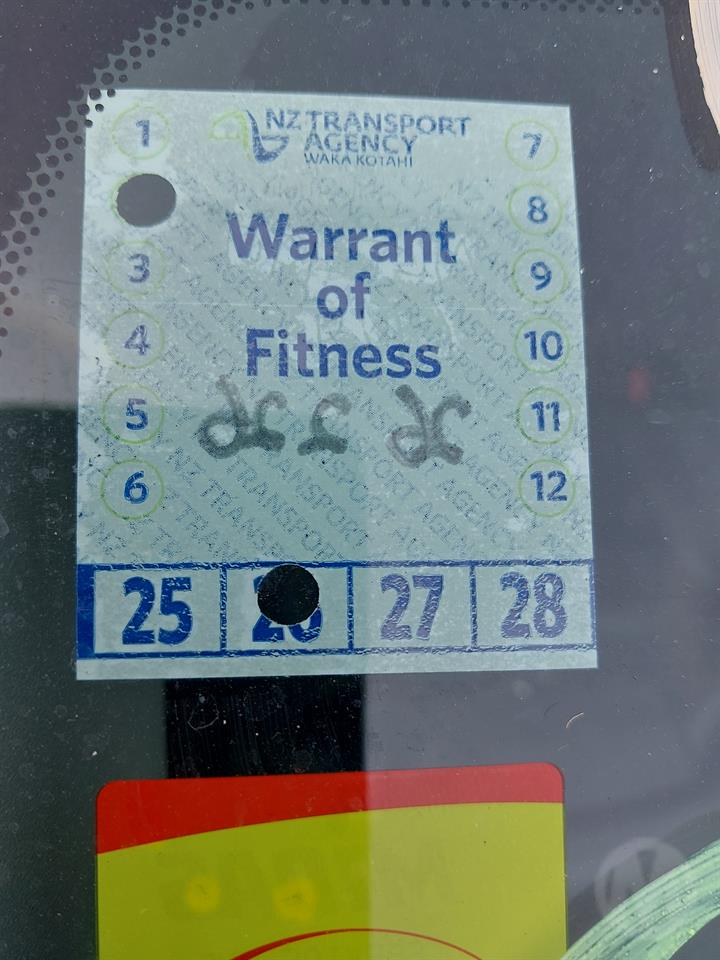 NZ TRANSPORT
AGENCY
WAKA KOTAHI
Warrant
of
Fitness
1
3
4
5
6
7
8
9
10
11
12
25 26 27 28